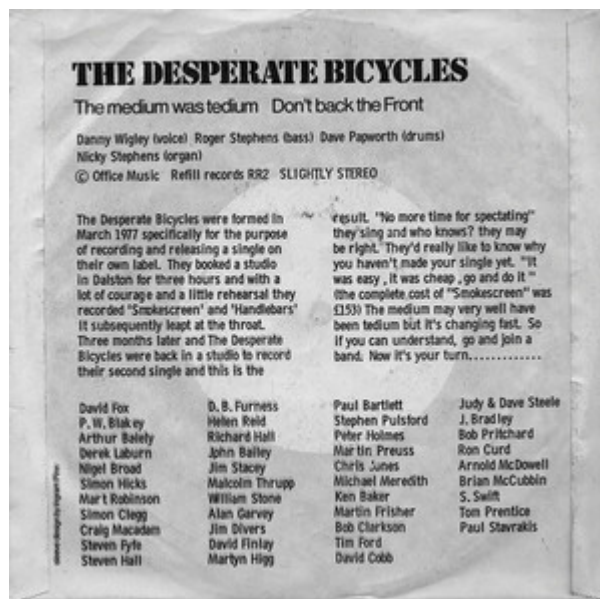 THE DESPERATE BICYCLES
The medium was tedium Don't back the Front
Danny Wigley (voice) Roger Stephens (bass) Dave Papworth (drums)
Nicky Stephens (organ)
© Office Music Refill records RR2 SLIGHTLY STEREO
The Desperate Bicycles were formed in
March 1977 specifically for the purpose
of recording and releasing a single on
their own label. They booked a studio
in Dalston for three hours and with a
lot of courage and a little rehearsal they
recorded 'Smokescreen' and 'Handlebars'
It subsequently leapt at the throat.
Three months later and The Desperate
Bicycles were back in a studio to record
their second single and this is the
result. "No more time for spectating"
they sing and who knows? they may
be right. They'd really like to know why
you haven't made your single yet. "It
was easy, it was cheap, go and do it"
(the complete cost of "Smokescreen" was
£153) The medium may very well have
been tedium but it's changing fast. So
if you can understand, go and join a
band. Now it's your turn.............
David Fox
P. W. Blakey
Arthur Baiely
Derek Laburn
Nigel Broad
Simon Hicks
Mart Robinson
Simon Clegg
Craig Macadam
Steven Fyfe
Steven Hall
D. B. Furness
Helen Reid
Richard Hall
John Bailey
Jim Stacey
Malcolm Thrupp
William Stone
Alan Garvey
Jim Divers
David Finlay
Martyn Higg
Paul Bartlett
Stephen Pulsford
Peter Holmes
Martin Preuss
Chris Junes
Michael Meredith
Ken Baker
Martin Frisher
Bob Clarkson
Tim Ford
David Cobb
Judy & Dave Steele
J. Bradley
Bob Pritchard
Ron Curd
Arnold McDowell
Brian McCubbin
S. Swift
Tom Prentice
Paul Stavrakis